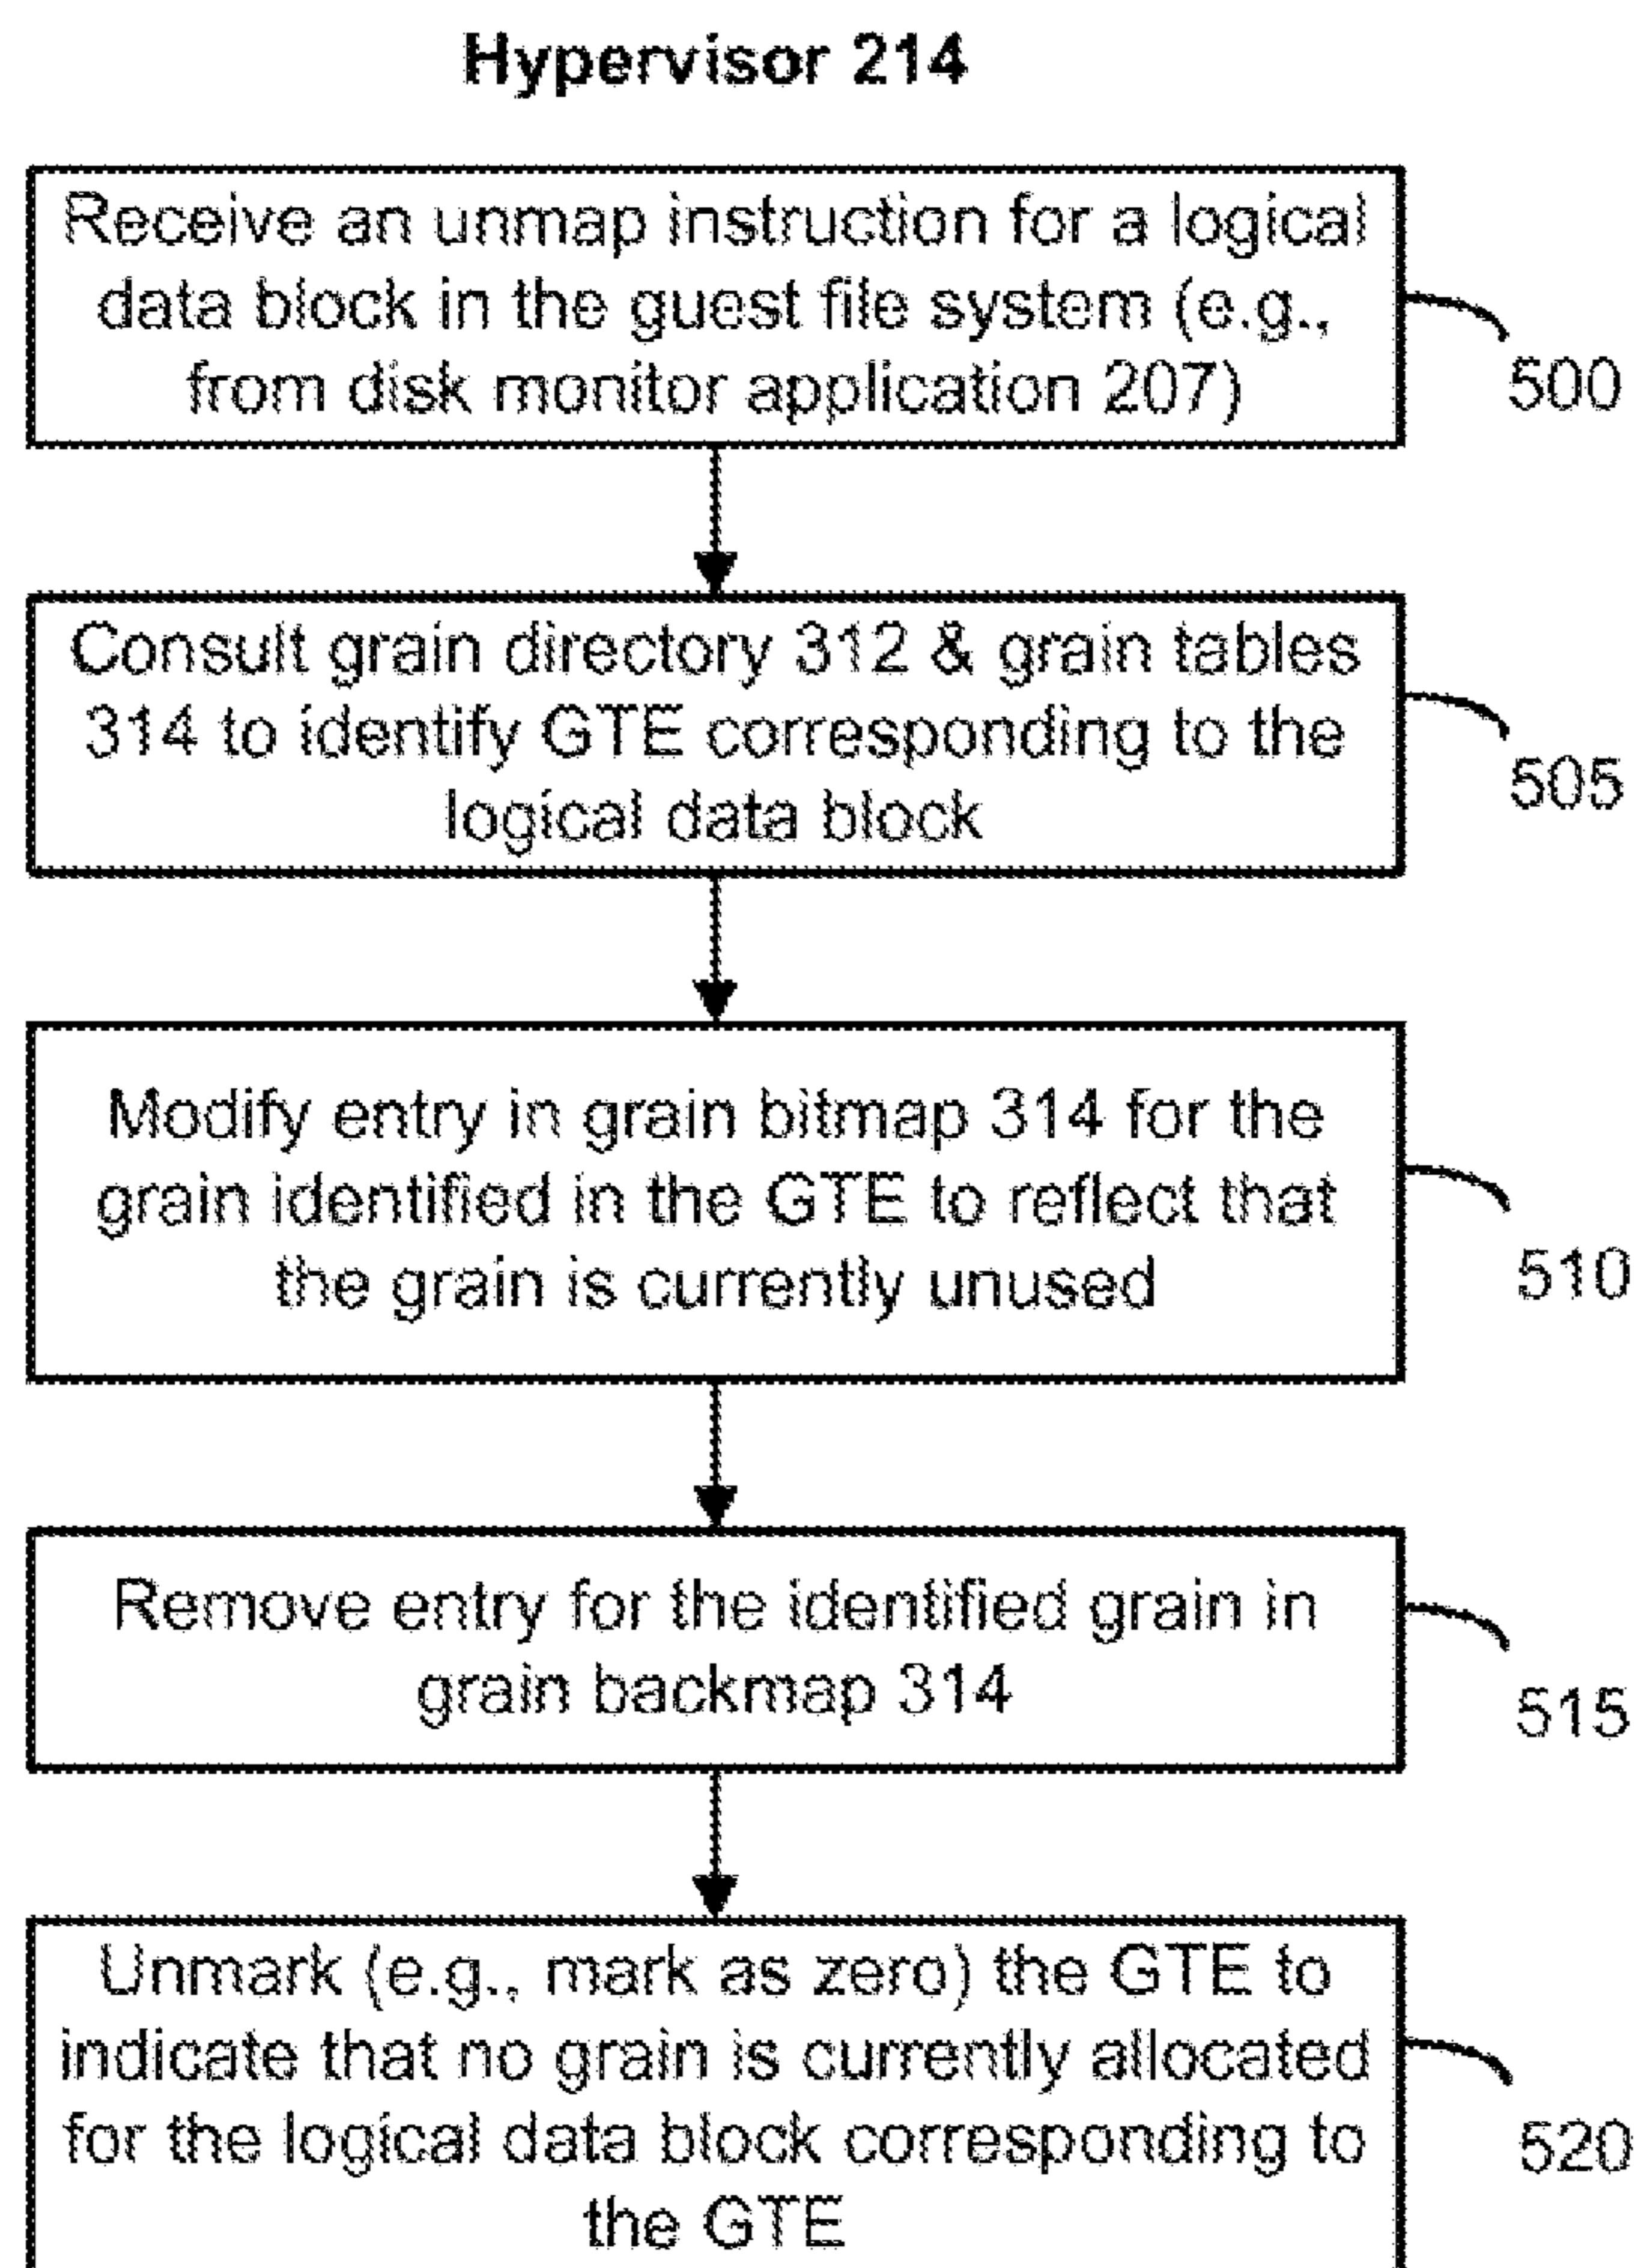 Hypervisor 214
Receive an unmap instruction for a logical
data block in the guest file system (e.g.,
from disk monitor application 207)
500
Consult grain directory 312 & grain tables
314 to identify GTE corresponding to the
logical data block
505
Modify entry in grain bitmap 314 for the
grain identified in the GTE to reflect that
the grain is currently unused
510
Remove entry for the identified grain in
grain backmap 314
515
Unmark (e.g., mark as zero) the GTE to
indicate that no grain is currently allocated
for the logical data block corresponding to
the GTE
520